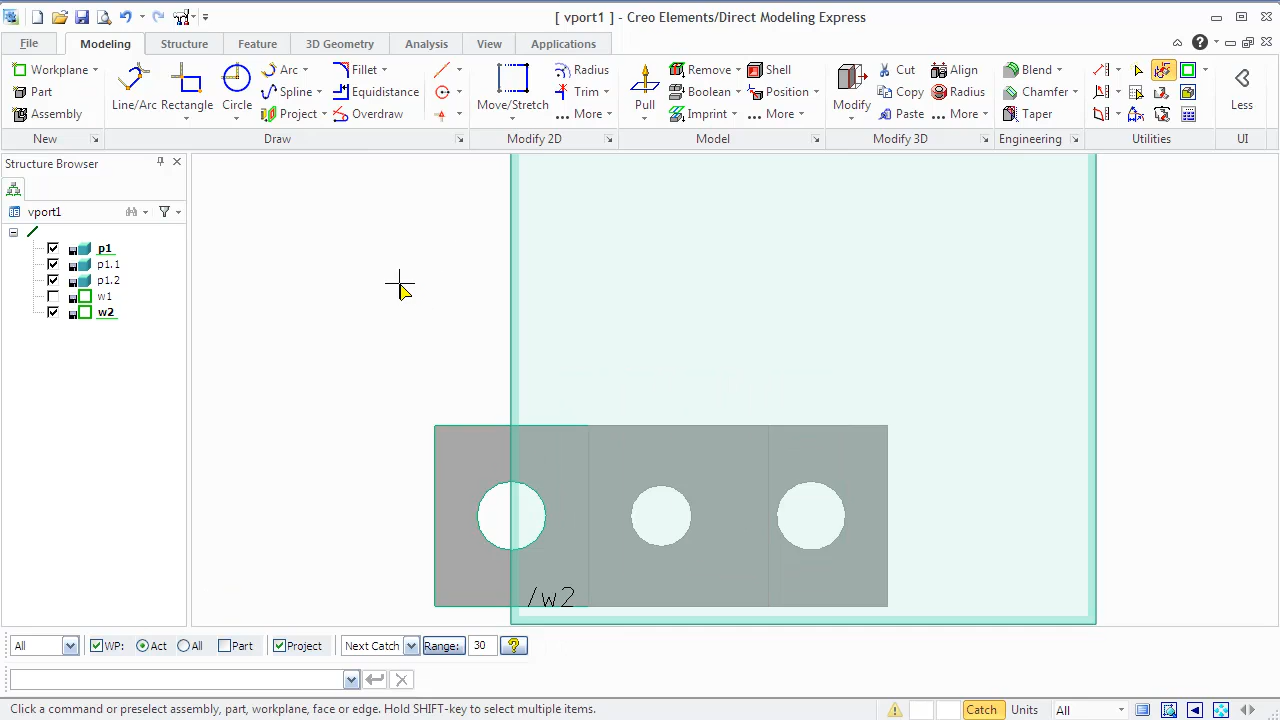 [ vport1 ] - Creo Elements/Direct Modeling Express
File Modeling Structure Feature 3D Geometry Analysis View Applications
Workplane Arc Fillet Radius Remove Shell Cut Align Blend
Line/Arc Rectangle Circle Spline Equidistance Move/Stretch Trim Pull Boolean Position Modify Copy Radius Chamfer Less
Part
Assembly Project Overdraw More Imprint More Paste More Taper
New Draw Modify 2D Model Modify 3D Engineering Utilities UI
Structure Browser
vport1
p1
p1.1
p1.2
w1
w2
/w2
All WP: Act All Part Project Next Catch Range: 30 ?
Click a command or preselect assembly, part, workplane, face or edge. Hold SHIFT-key to select multiple items. Catch Units All